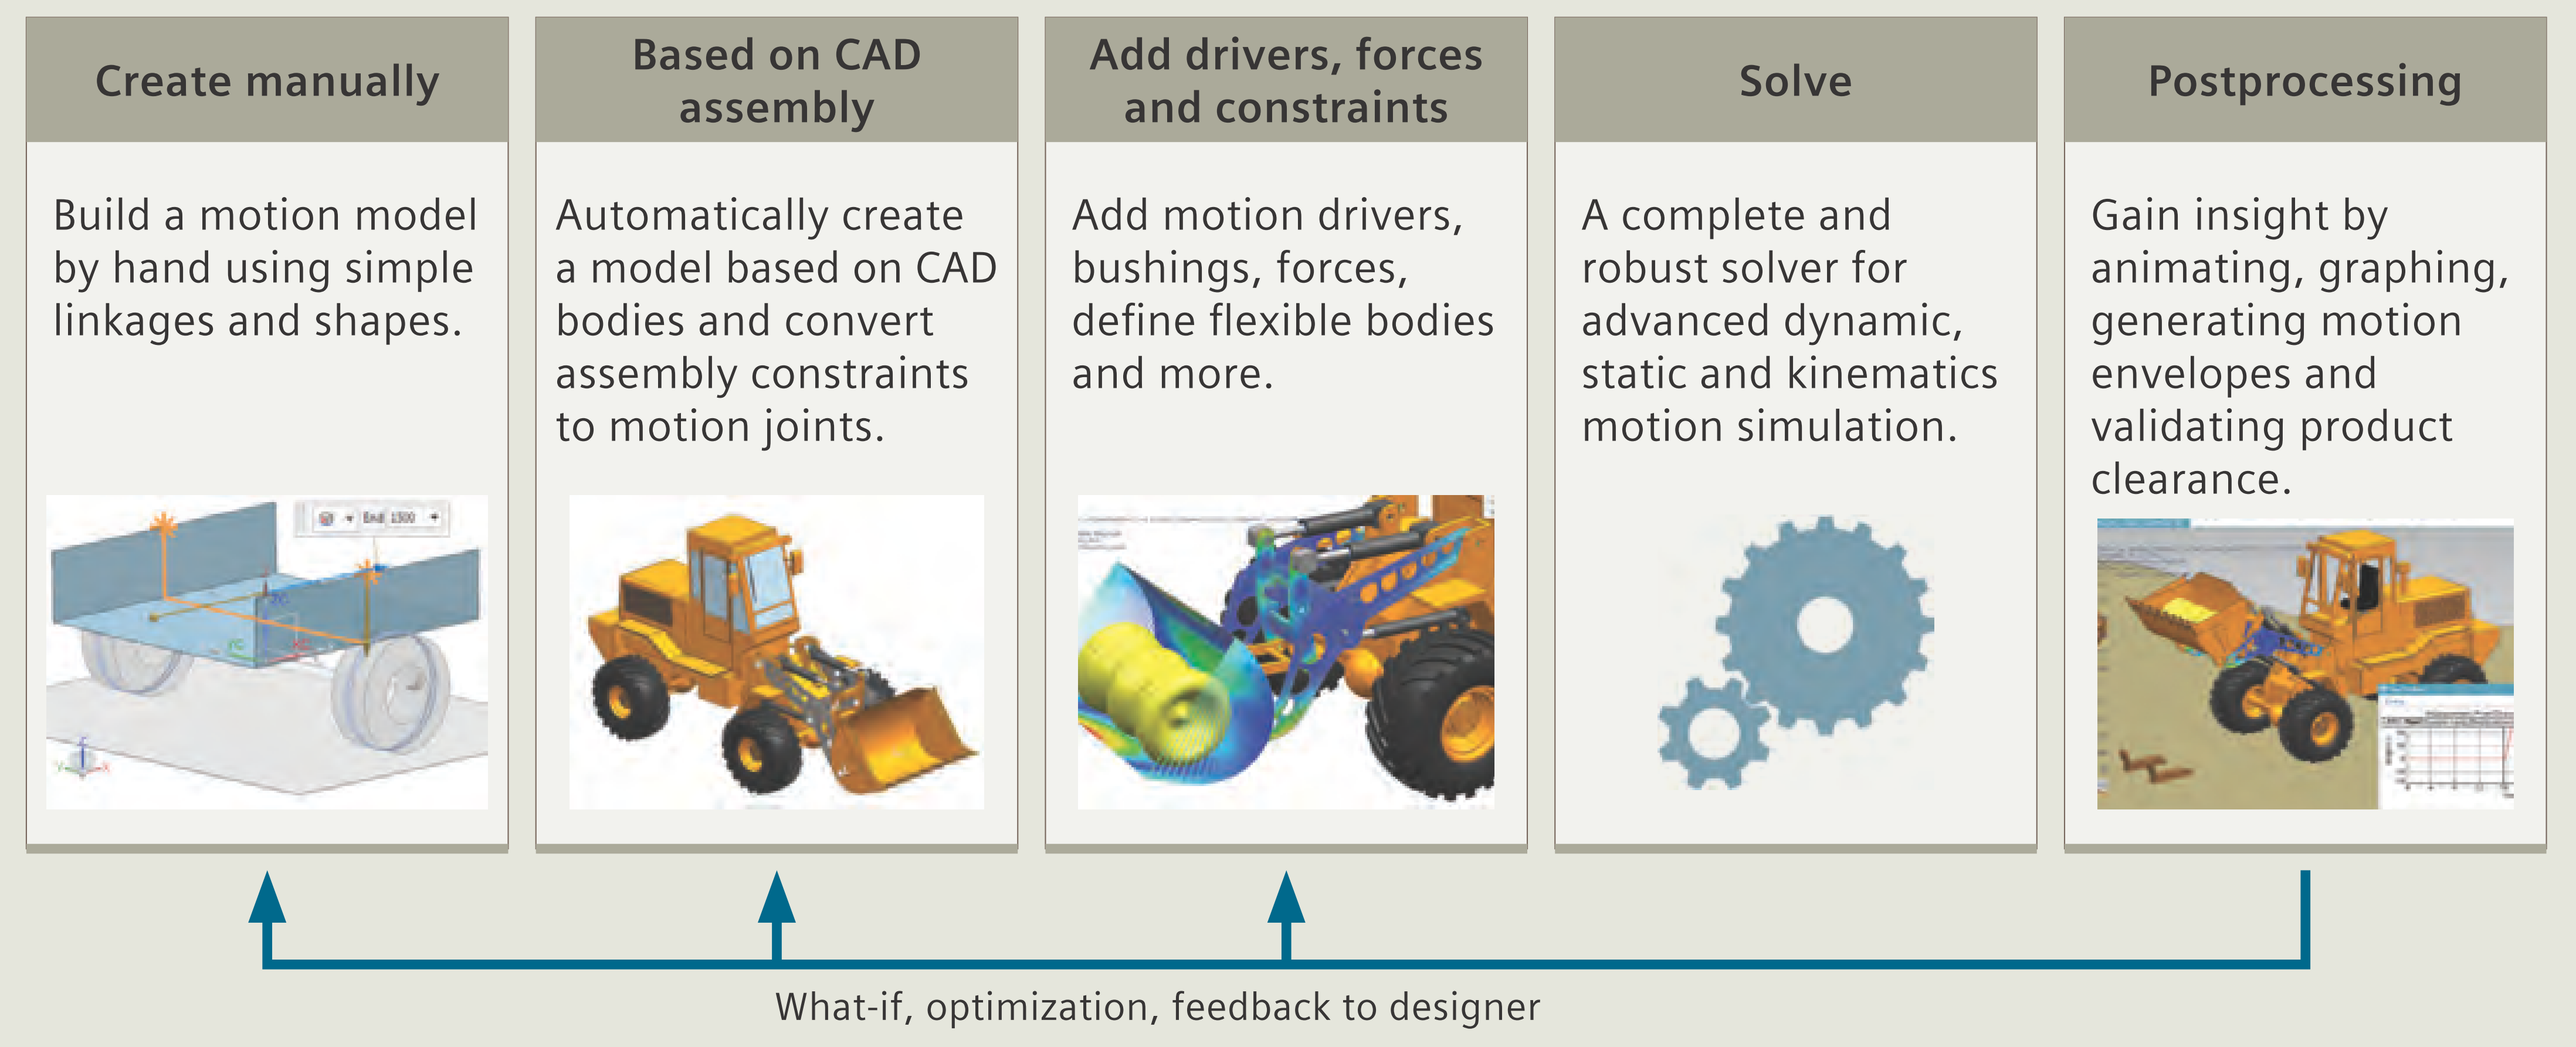 Create manually
Build a motion model
by hand using simple
linkages and shapes.
End 1300
Based on CAD
assembly
Automatically create
a model based on CAD
bodies and convert
assembly constraints
to motion joints.
Add drivers, forces
and constraints
Add motion drivers,
bushings, forces,
define flexible bodies
and more.
Solve
A complete and
robust solver for
advanced dynamic,
static and kinematics
motion simulation.
Postprocessing
Gain insight by
animating, graphing,
generating motion
envelopes and
validating product
clearance.
What-if, optimization, feedback to designer